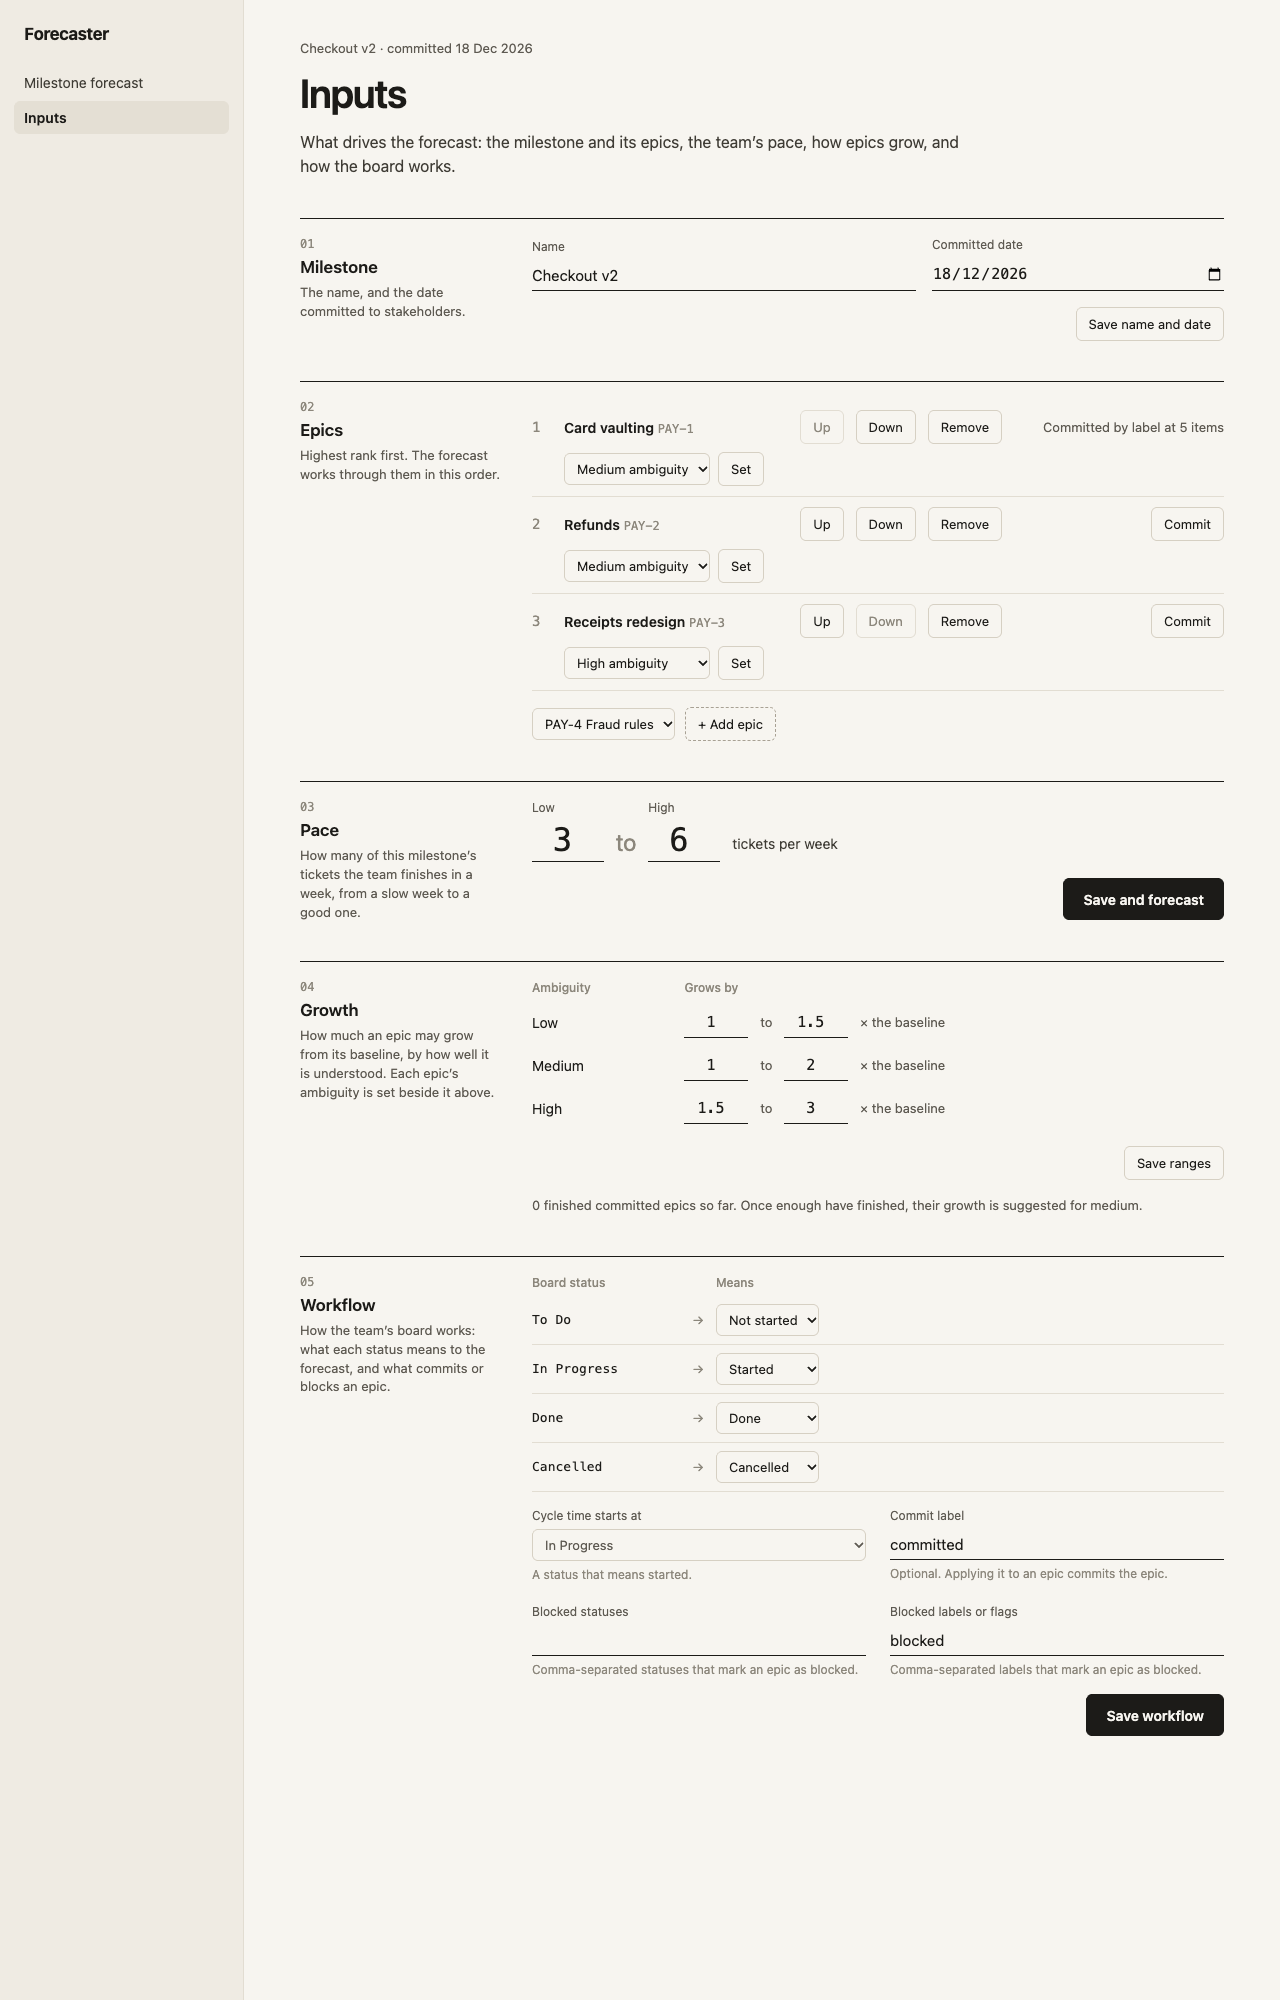 Forecaster
Milestone forecast
Inputs
Checkout v2 · committed 18 Dec 2026
Inputs
What drives the forecast: the milestone and its epics, the team’s pace, how epics grow, and
how the board works.
01
Milestone
The name, and the date
committed to stakeholders.
Name
Checkout v2
Committed date
18/12/2026
Save name and date
02
Epics
Highest rank first. The forecast
works through them in this order.
1 Card vaulting PAY-1 Up Down Remove Committed by label at 5 items
Medium ambiguity Set
2 Refunds PAY-2 Up Down Remove Commit
Medium ambiguity Set
3 Receipts redesign PAY-3 Up Down Remove Commit
High ambiguity Set
PAY-4 Fraud rules + Add epic
03
Pace
How many of this milestone’s
tickets the team finishes in a
week, from a slow week to a
good one.
Low High
3 to 6 tickets per week
Save and forecast
04
Growth
How much an epic may grow
from its baseline, by how well it
is understood. Each epic’s
ambiguity is set beside it above.
Ambiguity Grows by
Low 1 to 1.5 × the baseline
Medium 1 to 2 × the baseline
High 1.5 to 3 × the baseline
Save ranges
0 finished committed epics so far. Once enough have finished, their growth is suggested for medium.
05
Workflow
How the team’s board works:
what each status means to the
forecast, and what commits or
blocks an epic.
Board status Means
To Do → Not started
In Progress → Started
Done → Done
Cancelled → Cancelled
Cycle time starts at
In Progress
A status that means started.
Commit label
committed
Optional. Applying it to an epic commits the epic.
Blocked statuses
Comma-separated statuses that mark an epic as blocked.
Blocked labels or flags
blocked
Comma-separated labels that mark an epic as blocked.
Save workflow